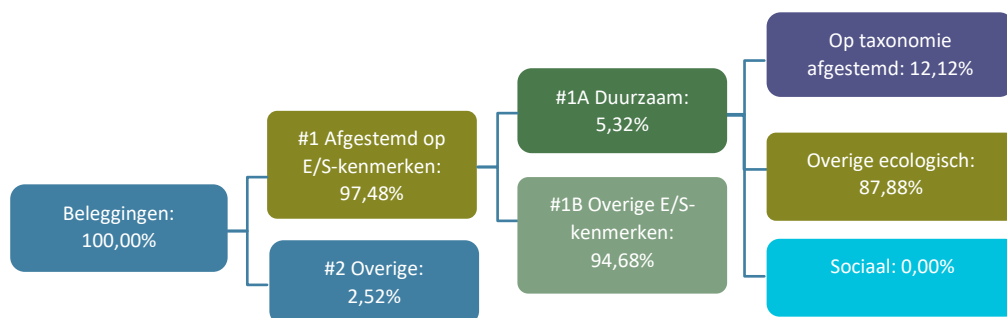 Beleggingen:
100,00%
#1 Afgestemd op
E/S-kenmerken:
97,48%
#2 Overige:
2,52%
#1A Duurzaam:
5,32%
#1B Overige E/S-
kenmerken:
94,68%
Op taxonomie
afgestemd: 12,12%
Overige ecologisch:
87,88%
Sociaal: 0,00%